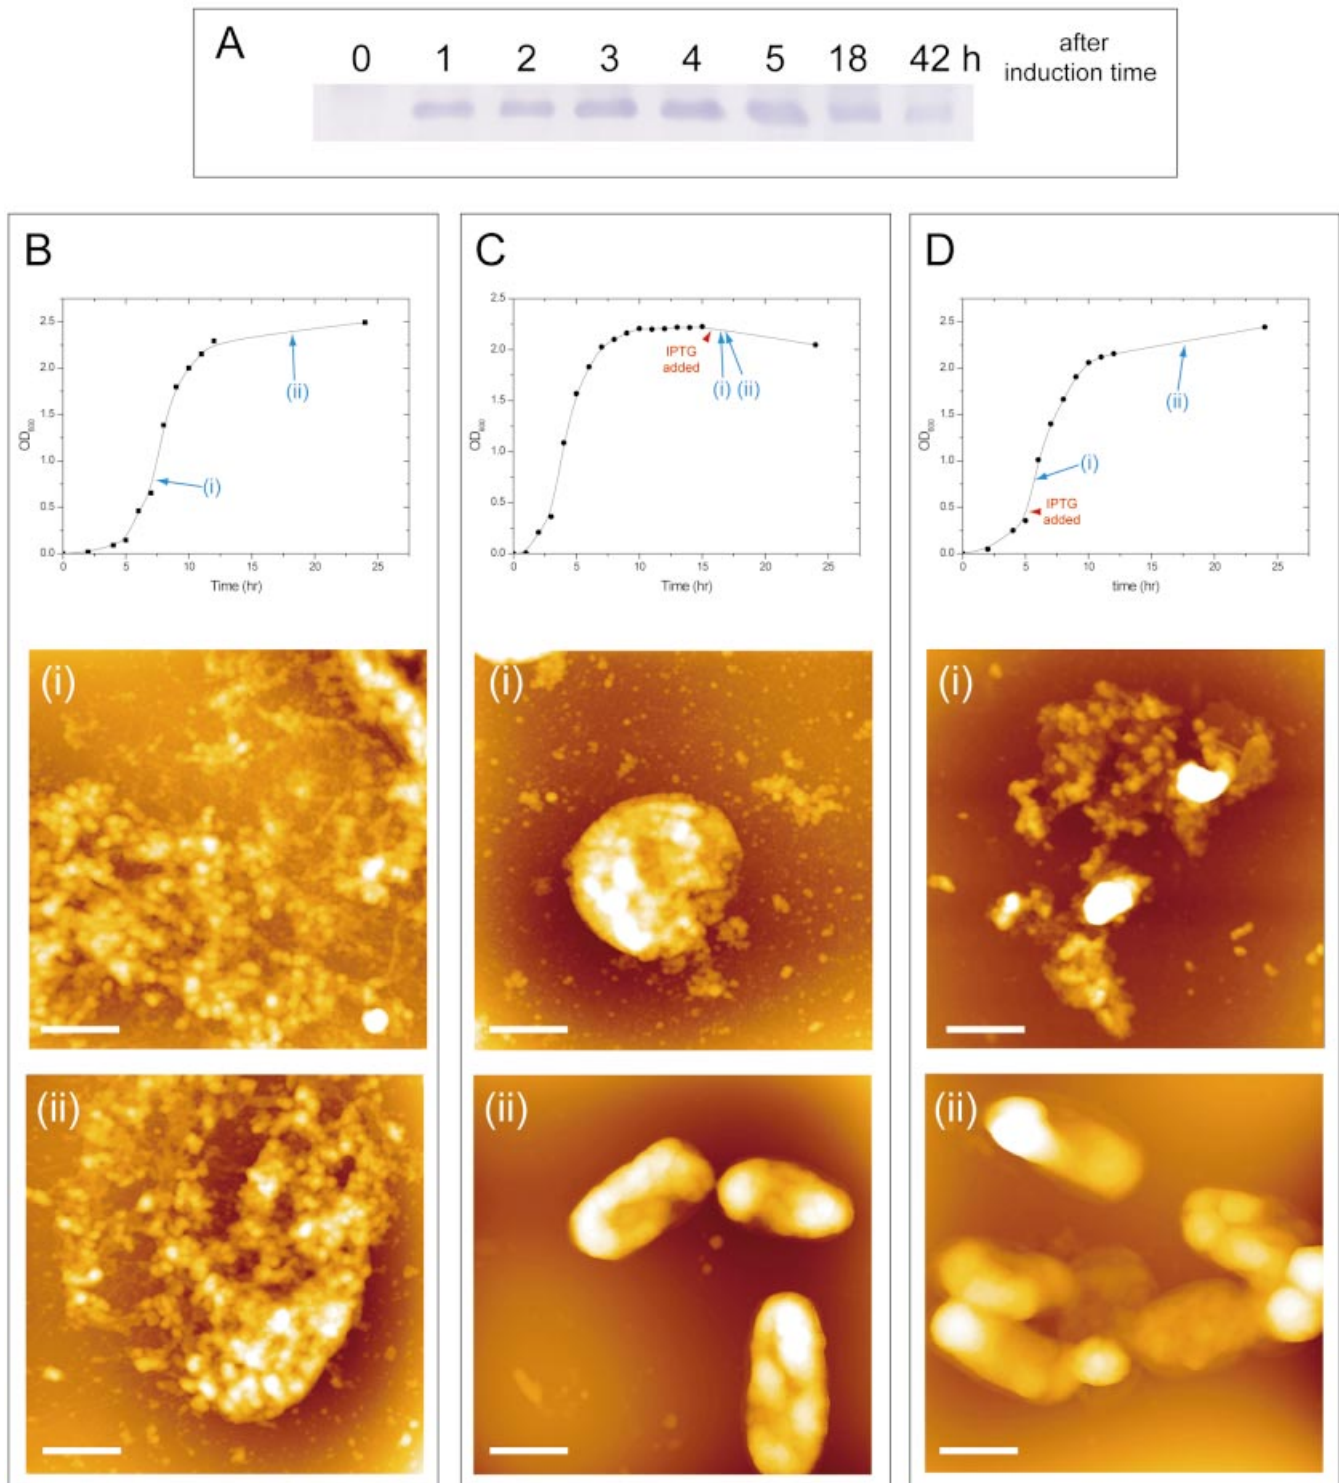 A
0 1 2 3 4 5 18 42 h
after
induction time
B
2.5
2.0
1.5
1.0
0.5
0.0
OD600
0 5 10 15 20 25
Time (hr)
(ii)
(i)
(i)
(ii)
C
2.5
2.0
1.5
1.0
0.5
0.0
OD600
0 5 10 15 20 25
Time (hr)
IPTG
added
(i) (ii)
(i)
(ii)
D
2.5
2.0
1.5
1.0
0.5
0.0
OD600
0 5 10 15 20 25
time (hr)
(ii)
(i)
IPTG
added
(i)
(ii)